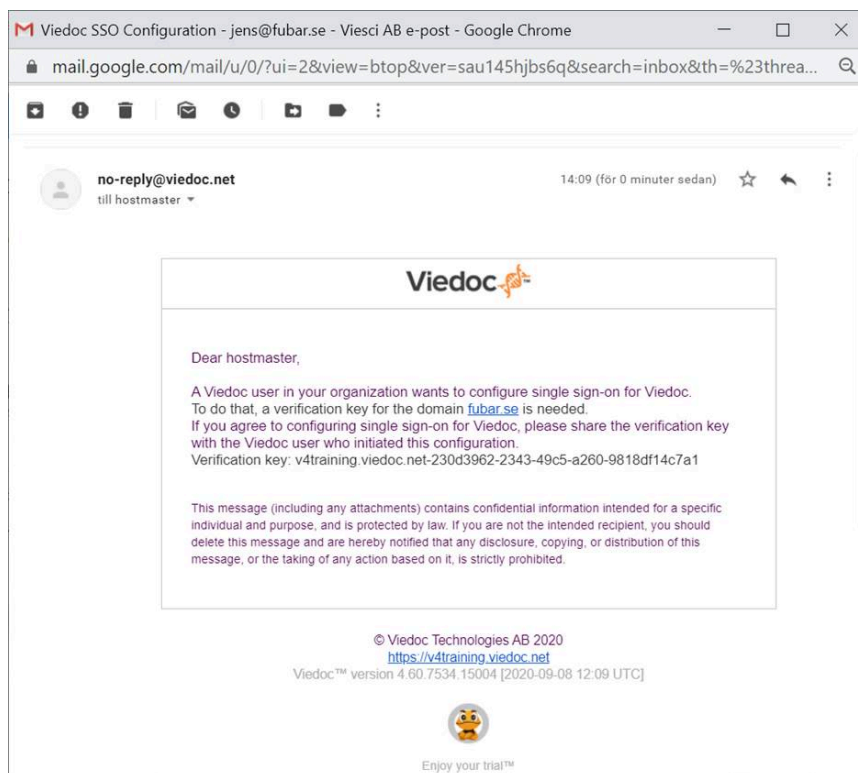 Viedoc SSO Configuration - jens@fubar.se - Viesci AB e-post - Google Chrome
mail.google.com/mail/u/0/?ui=2&view=btop&ver=sau145hjbs6q&search=inbox&th=%23threa...
no-reply@viedoc.net
14:09 (för 0 minuter sedan)
till hostmaster
Viedoc™
Dear hostmaster,
A Viedoc user in your organization wants to configure single sign-on for Viedoc.
To do that, a verification key for the domain fubar.se is needed.
If you agree to configuring single sign-on for Viedoc, please share the verification key
with the Viedoc user who initiated this configuration.
Verification key: v4training.viedoc.net-230d3962-2343-49c5-a260-9818df14c7a1
This message (including any attachments) contains confidential information intended for a specific
individual and purpose, and is protected by law. If you are not the intended recipient, you should
delete this message and are hereby notified that any disclosure, copying, or distribution of this
message, or the taking of any action based on it, is strictly prohibited.
© Viedoc Technologies AB 2020
https://v4training.viedoc.net
Viedoc™ version 4.60.7534.15004 [2020-09-08 12:09 UTC]
Enjoy your trial™